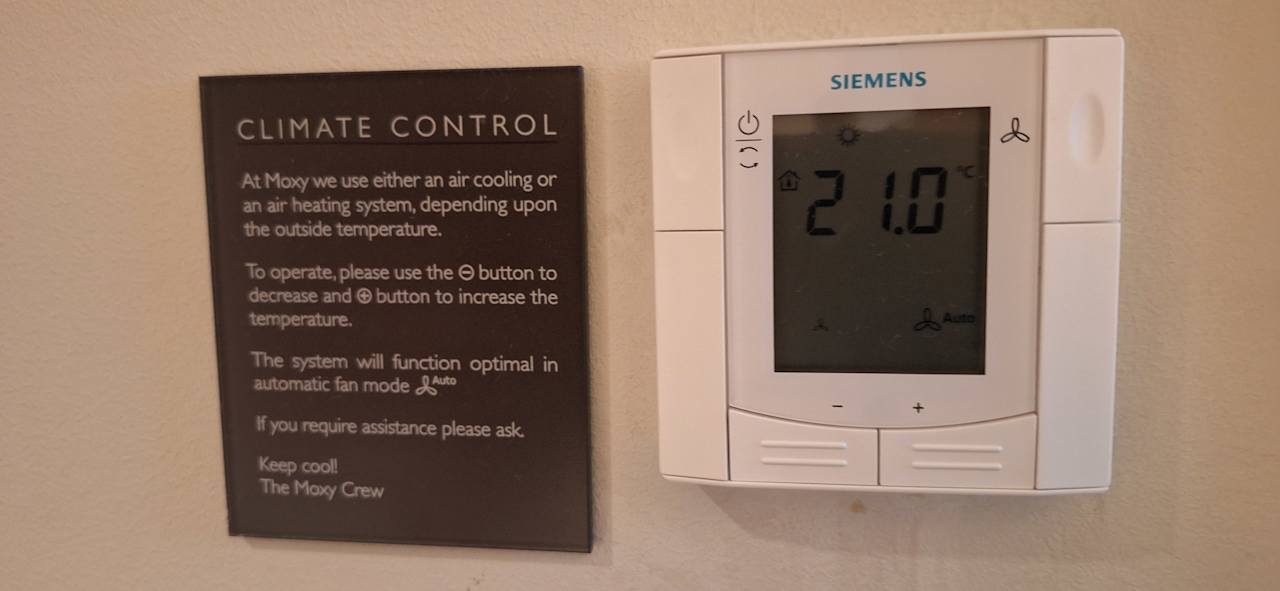 CLIMATE CONTROL
At Moxy we use either an air cooling or
an air heating system, depending upon
the outside temperature.
To operate, please use the ⊖ button to
decrease and ⊕ button to increase the
temperature.
The system will function optimal in
automatic fan mode Auto
If you require assistance please ask.
Keep cool!
The Moxy Crew
SIEMENS
21.0 °C
Auto
- +